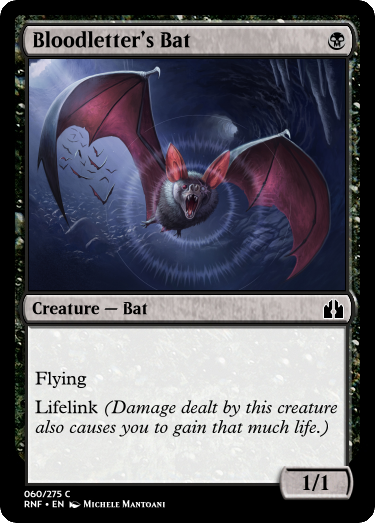 Bloodletter's Bat
Creature — Bat
Flying
Lifelink (Damage dealt by this creature
also causes you to gain that much life.)
1/1
060/275 C
RNF • EN Michele Mantoani